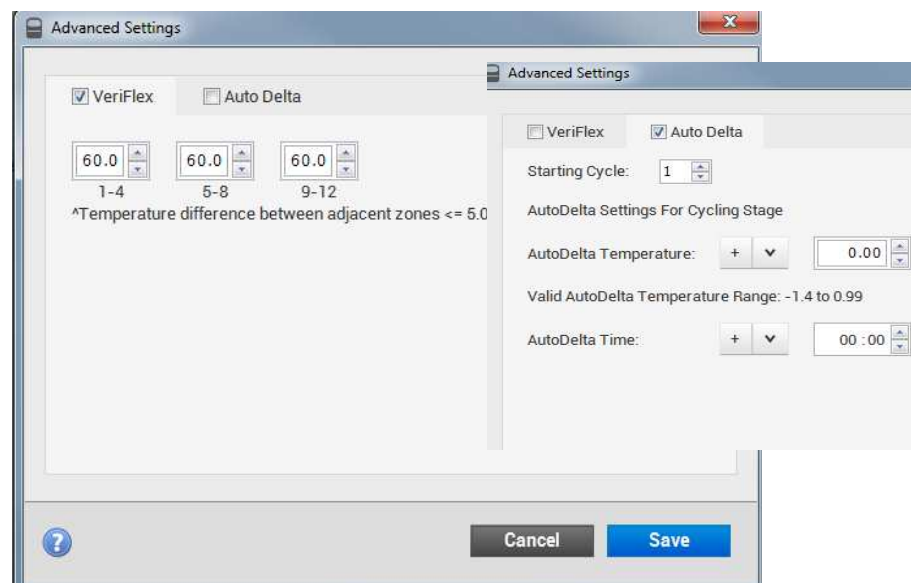 Advanced Settings
VeriFlex Auto Delta
60.0 60.0 60.0
1-4 5-8 9-12
^Temperature difference between adjacent zones <= 5.0
Advanced Settings
VeriFlex Auto Delta
Starting Cycle: 1
AutoDelta Settings For Cycling Stage
AutoDelta Temperature: + 0.00
Valid AutoDelta Temperature Range: -1.4 to 0.99
AutoDelta Time: + 00 :00
? Cancel Save